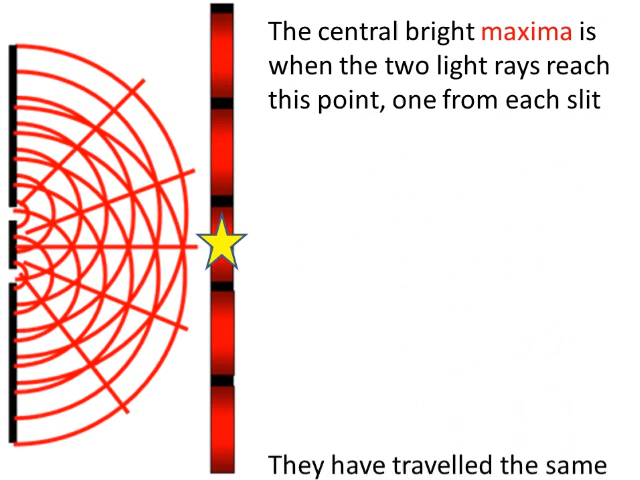 The central bright maxima is
when the two light rays reach
this point, one from each slit
They have travelled the same